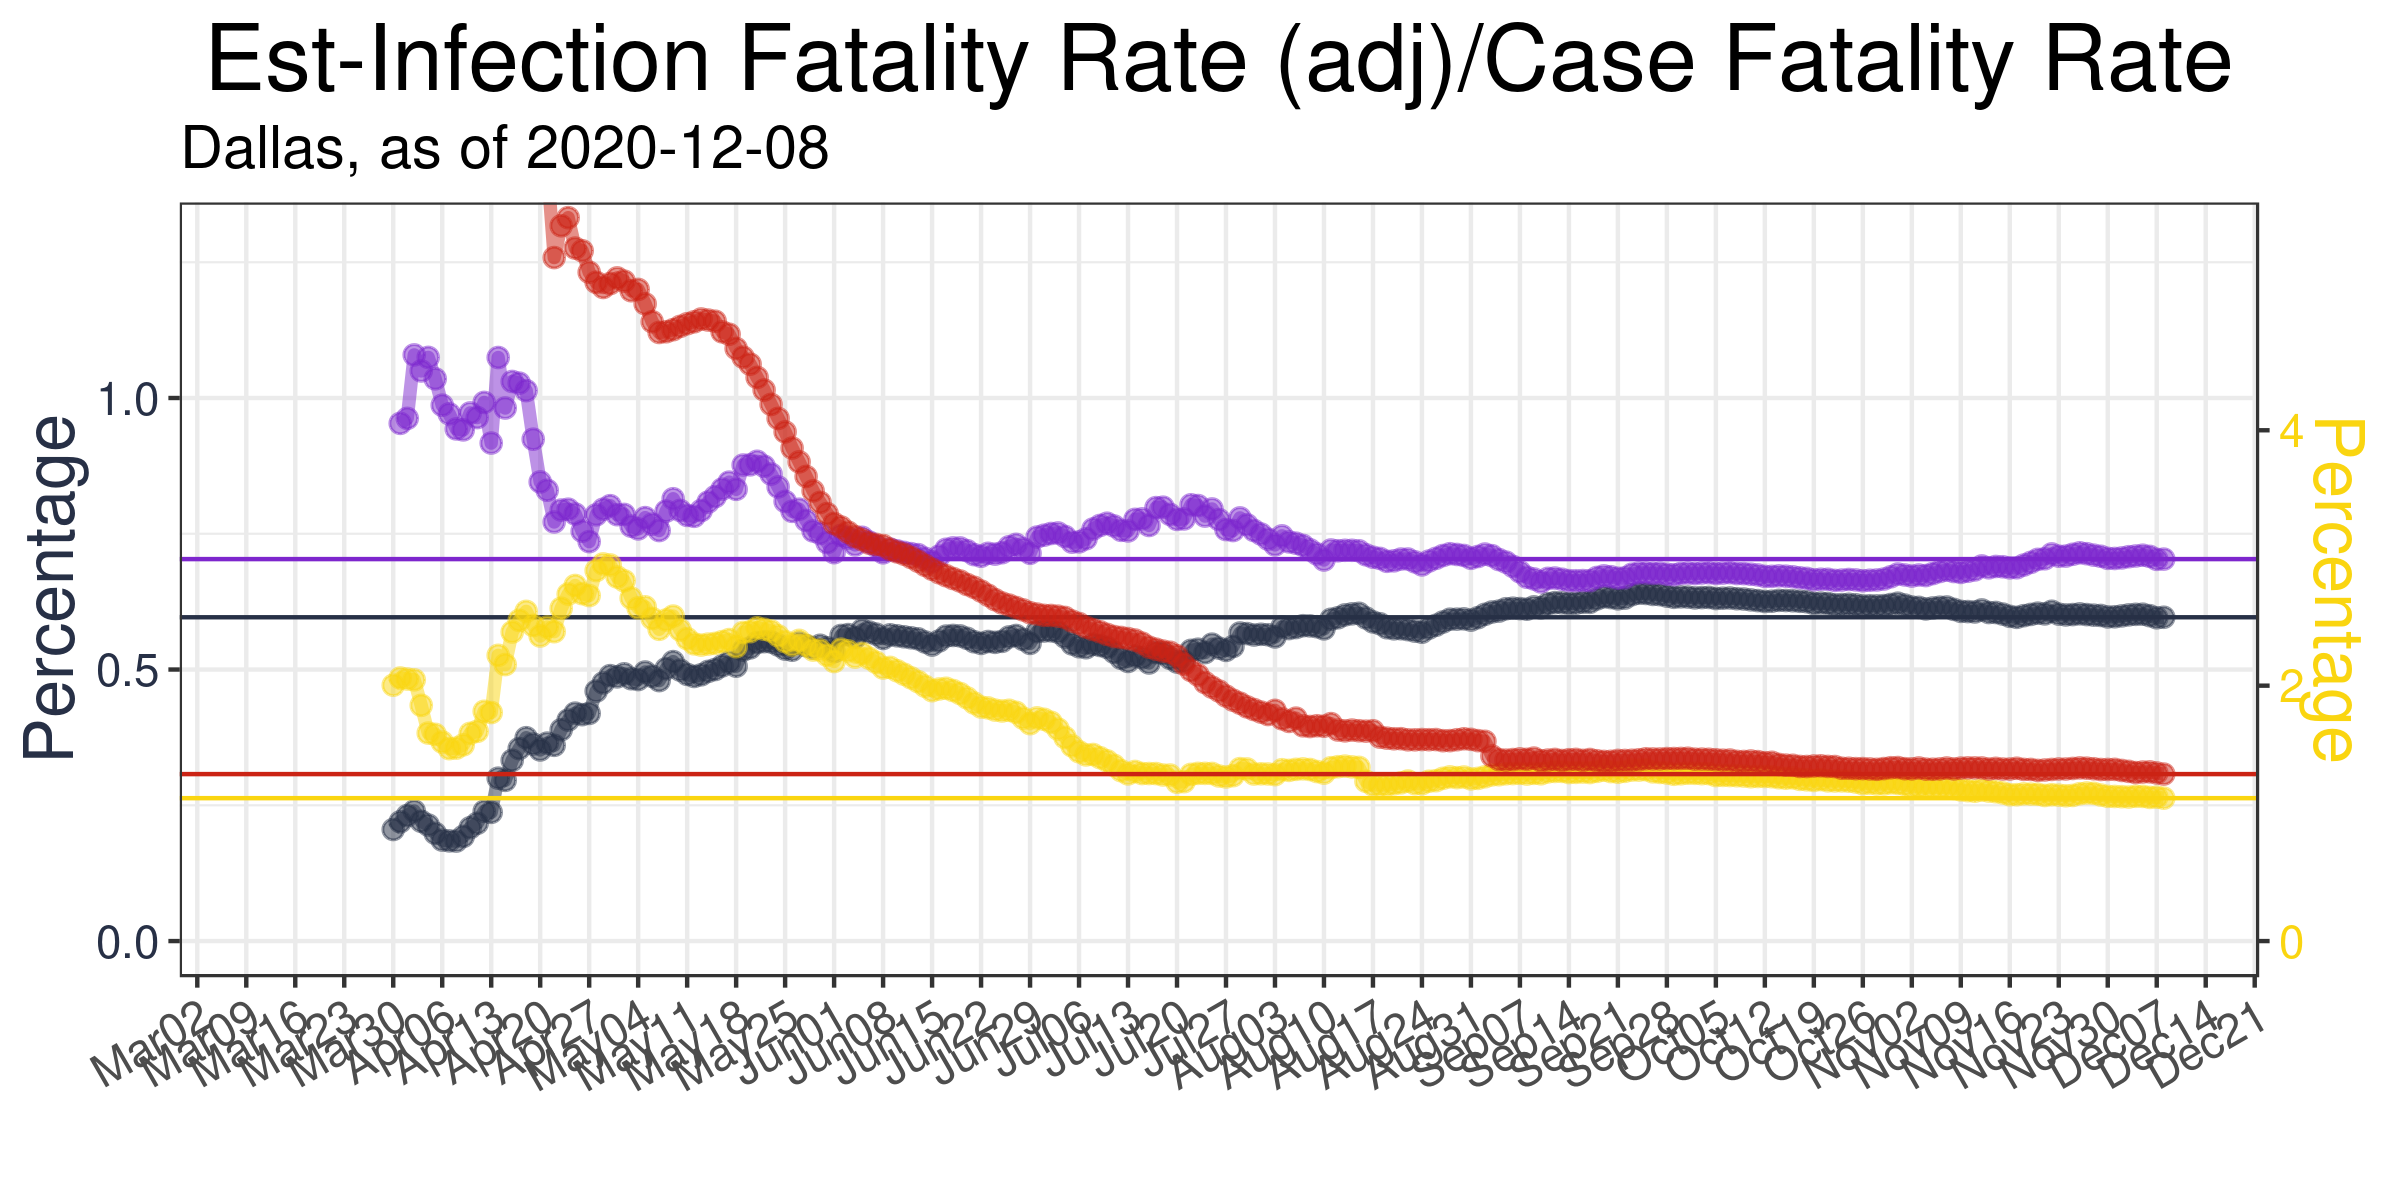 Est-Infection Fatality Rate (adj)/Case Fatality Rate
Dallas, as of 2020-12-08
Percentage
1.0
0.5
0.0
4
2
0
Percentage
Mar02
Mar09
Mar16
Mar23
Mar30
Apr06
Apr13
Apr20
Apr27
May04
May11
May18
May25
Jun01
Jun08
Jun15
Jun22
Jun29
Jul06
Jul13
Jul20
Jul27
Aug03
Aug10
Aug17
Aug24
Aug31
Sep07
Sep14
Sep21
Sep28
Oct05
Oct12
Oct19
Oct26
Nov02
Nov09
Nov16
Nov23
Nov30
Dec07
Dec14
Dec21